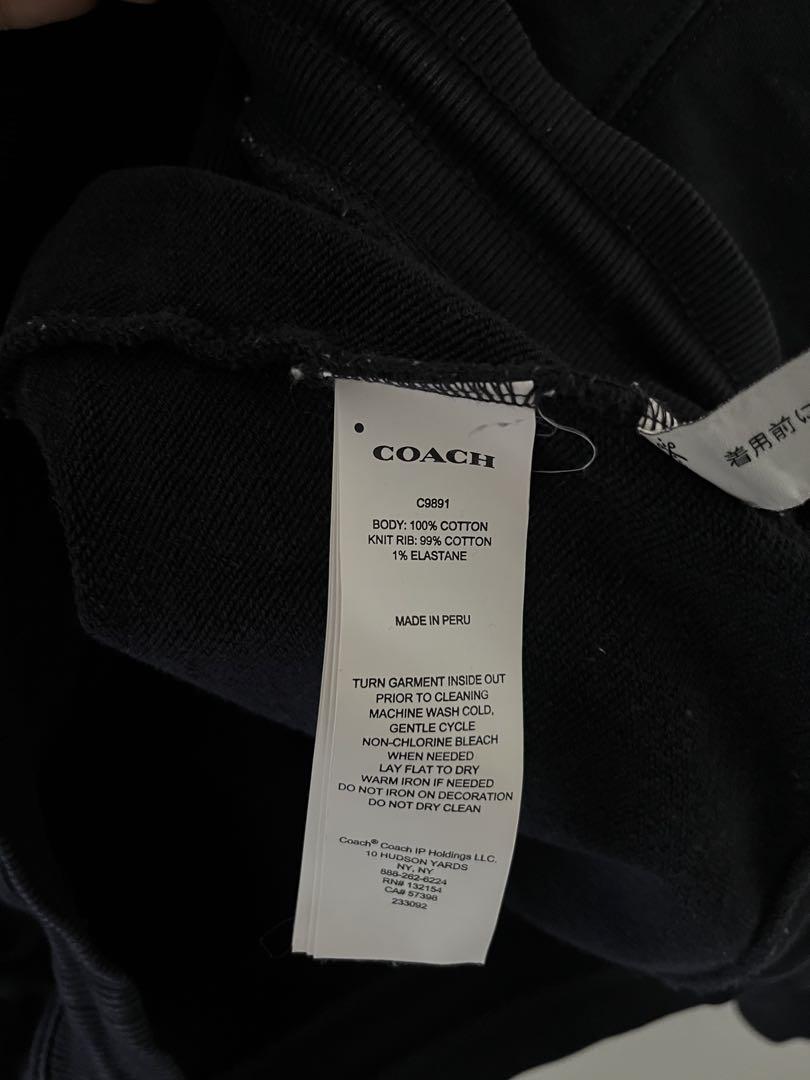 COACH
C9891
BODY: 100% COTTON
KNIT RIB: 99% COTTON
1% ELASTANE
MADE IN PERU
TURN GARMENT INSIDE OUT
PRIOR TO CLEANING
MACHINE WASH COLD,
GENTLE CYCLE
NON-CHLORINE BLEACH
WHEN NEEDED
LAY FLAT TO DRY
WARM IRON IF NEEDED
DO NOT IRON ON DECORATION
DO NOT DRY CLEAN
Coach® Coach IP Holdings LLC.
10 HUDSON YARDS
NY, NY
888-262-6224
RN# 132154
CA# 57398
233092
着用前に